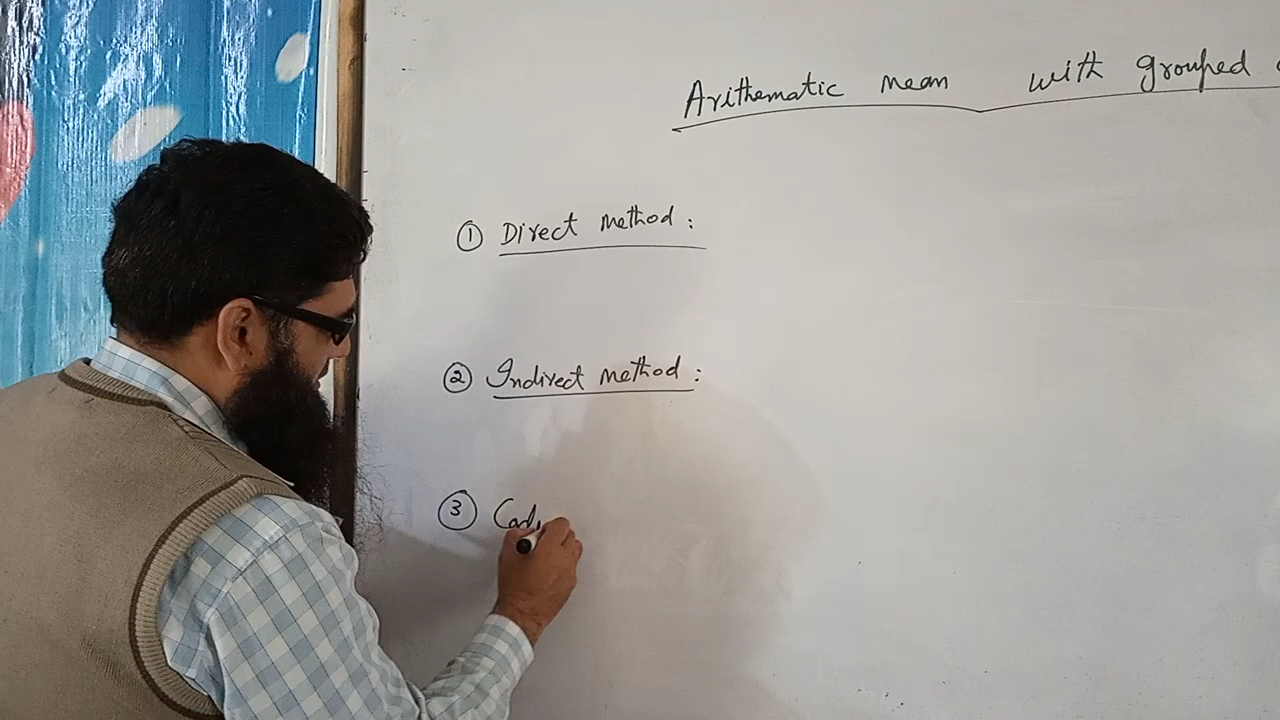 Arithematic mean with grouped
① Direct method :
② Indirect method :
③